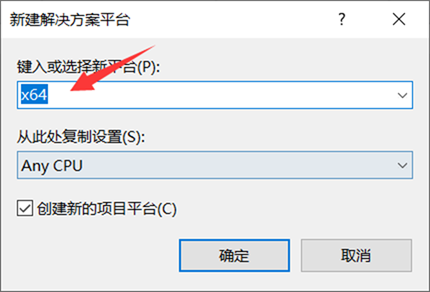 新建解决方案平台
?
键入或选择新平台(P):
x64
从此处复制设置(S):
Any CPU
创建新的项目平台(C)
确定
取消